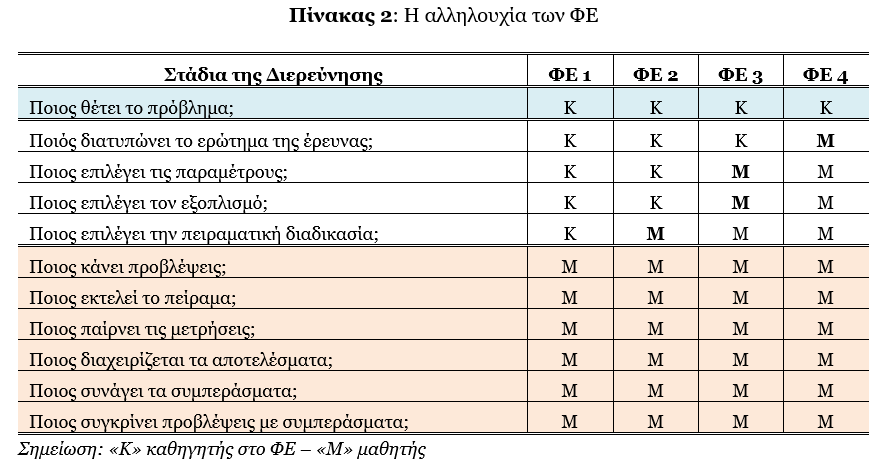 Πίνακας 2: Η αλληλουχία των ΦΕ
Στάδια της Διερεύνησης ΦΕ 1 ΦΕ 2 ΦΕ 3 ΦΕ 4
Ποιος θέτει το πρόβλημα; Κ Κ Κ Κ
Ποιός διατυπώνει το ερώτημα της έρευνας; Κ Κ Κ Μ
Ποιος επιλέγει τις παραμέτρους; Κ Κ Μ Μ
Ποιος επιλέγει τον εξοπλισμό; Κ Κ Μ Μ
Ποιος επιλέγει την πειραματική διαδικασία; Κ Μ Μ Μ
Ποιος κάνει προβλέψεις; Μ Μ Μ Μ
Ποιος εκτελεί το πείραμα; Μ Μ Μ Μ
Ποιος παίρνει τις μετρήσεις; Μ Μ Μ Μ
Ποιος διαχειρίζεται τα αποτελέσματα; Μ Μ Μ Μ
Ποιος συνάγει τα συμπεράσματα; Μ Μ Μ Μ
Ποιος συγκρίνει προβλέψεις με συμπεράσματα; Μ Μ Μ Μ
Σημείωση: «Κ» καθηγητής στο ΦΕ – «Μ» μαθητής